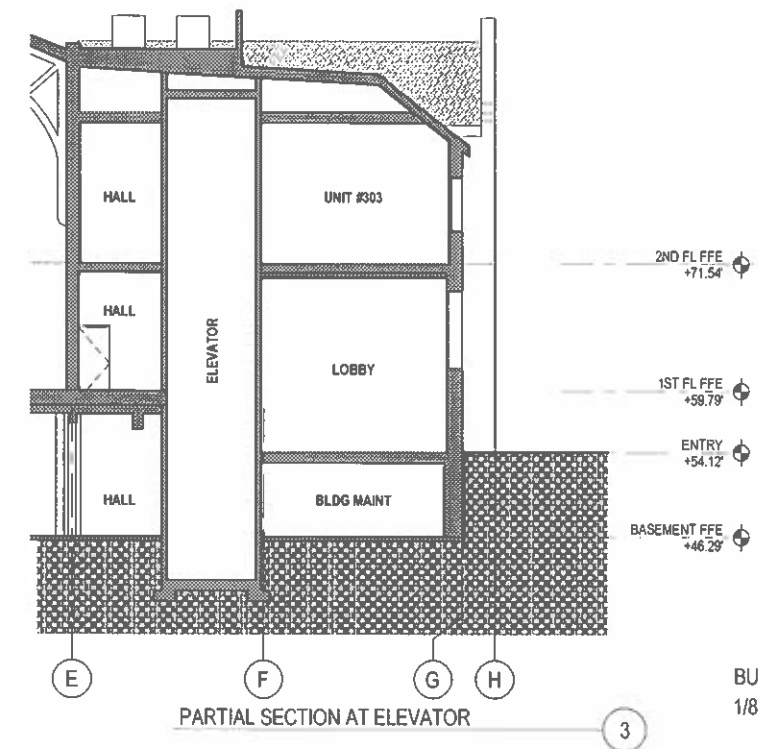 HALL
UNIT #303
2ND FL FFE
+71.54'
HALL
ELEVATOR
LOBBY
1ST FL FFE
+59.79'
ENTRY
+54.12'
HALL
BLDG MAINT
BASEMENT FFE
+46.29'
E
F
G
H
BU
1/8
PARTIAL SECTION AT ELEVATOR
3